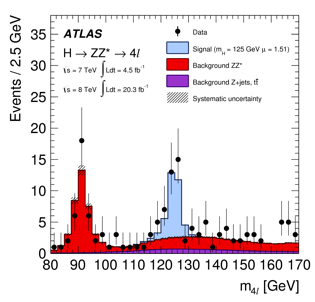 ATLAS
H → ZZ* → 4l
√s = 7 TeV ∫Ldt = 4.5 fb⁻¹
√s = 8 TeV ∫Ldt = 20.3 fb⁻¹
Data
Signal (m_H = 125 GeV μ = 1.51)
Background ZZ*
Background Z+jets, tt̄
Systematic uncertainty
Events / 2.5 GeV
35
30
25
20
15
10
5
0
80 90 100 110 120 130 140 150 160 170
m₄l [GeV]